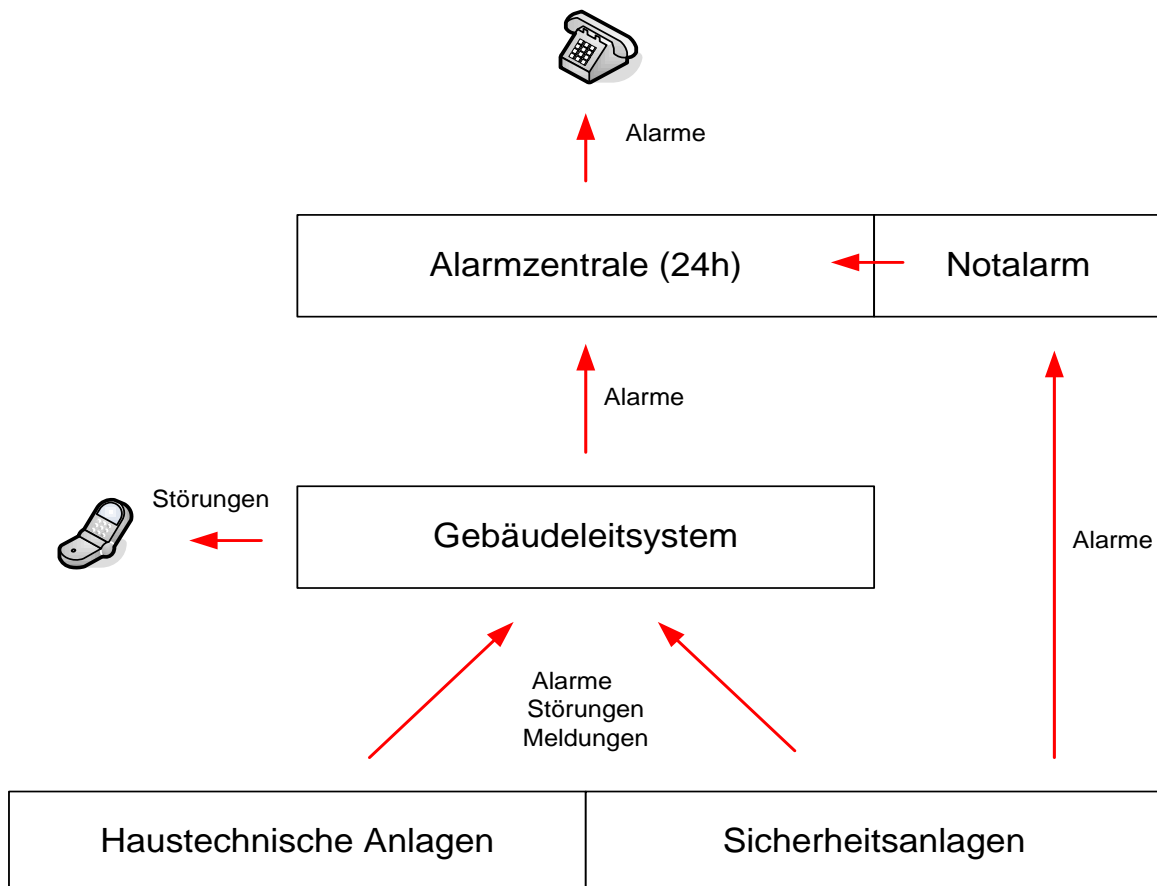 Alarme
Alarmzentrale (24h)
Notalarm
Alarme
Störungen
Gebäudeleitsystem
Alarme
Alarme
Störungen
Meldungen
Haustechnische Anlagen
Sicherheitsanlagen